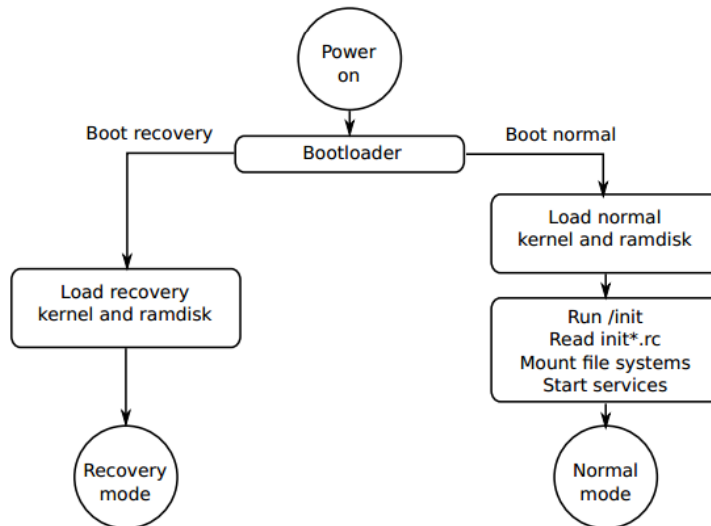 Power
on
Boot recovery
Boot normal
Bootloader
Load normal
kernel and ramdisk
Load recovery
kernel and ramdisk
Run /init
Read init*.rc
Mount file systems
Start services
Recovery
mode
Normal
mode